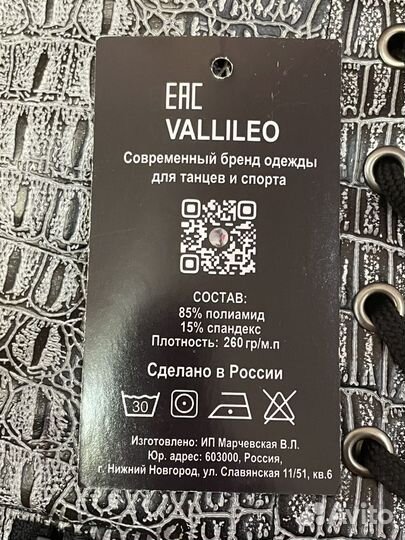 EAC
VALLILEO
Современный бренд одежды
для танцев и спорта
СОСТАВ:
85% полиамид
15% спандекс
Плотность: 260 гр/м.п
Сделано в России
30
Изготовлено: ИП Марчевская В.Л.
Юр. адрес: 603000, Россия,
г. Нижний Новгород, ул. Славянская 11/51, кв.6
Avito